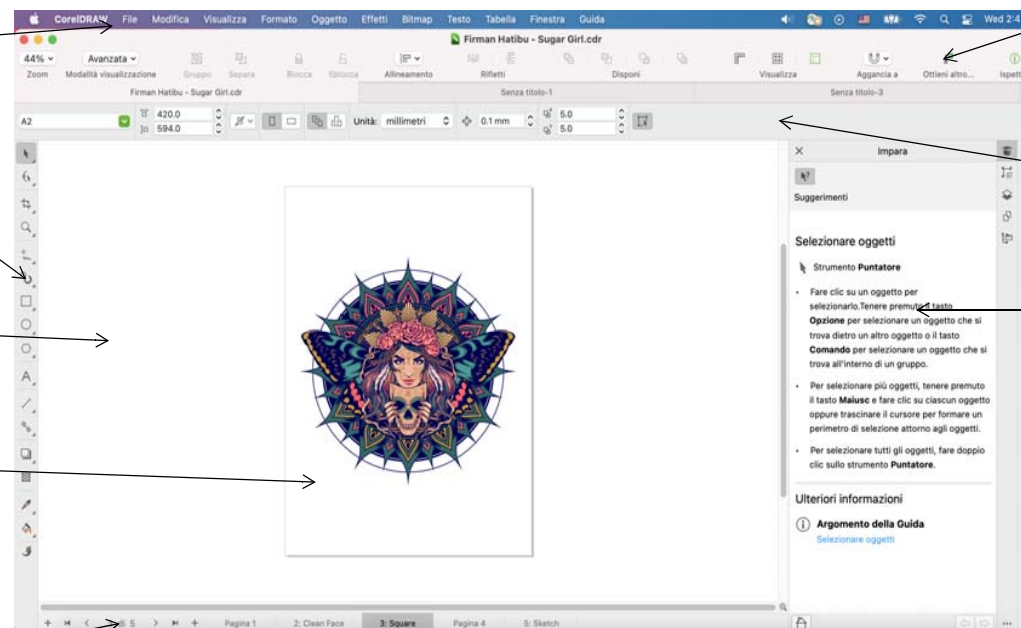 CorelDRAW File Modifica Visualizza Formato Oggetto Effetti Bitmap Testo Tabella Finestra Guida
Wed 2:4
Firman Hatibu - Sugar Girl.cdr
44% Avanzata
Zoom Modalità visualizzazione Gruppo Separa Blocca Sblocca Allineamento Rifletti Disponi Visualizza Aggancia a Ottieni altro... Ispett
Firman Hatibu - Sugar Girl.cdr Senza titolo-1 Senza titolo-3
A2 420.0 Unità: millimetri 0.1 mm 5.0
594.0 5.0
Impara
Suggerimenti
Selezionare oggetti
Strumento Puntatore
• Fare clic su un oggetto per
selezionarlo.Tenere premuto il tasto
Opzione per selezionare un oggetto che si
trova dietro un altro oggetto o il tasto
Comando per selezionare un oggetto che si
trova all'interno di un gruppo.
• Per selezionare più oggetti, tenere premuto
il tasto Maiusc e fare clic su ciascun oggetto
oppure trascinare il cursore per formare un
perimetro di selezione attorno agli oggetti.
• Per selezionare tutti gli oggetti, fare doppio
clic sullo strumento Puntatore.
Ulteriori informazioni
Argomento della Guida
Selezionare oggetti
5 Pagina 1 2: Clean Face 3: Square Pagina 4 5: Sketch